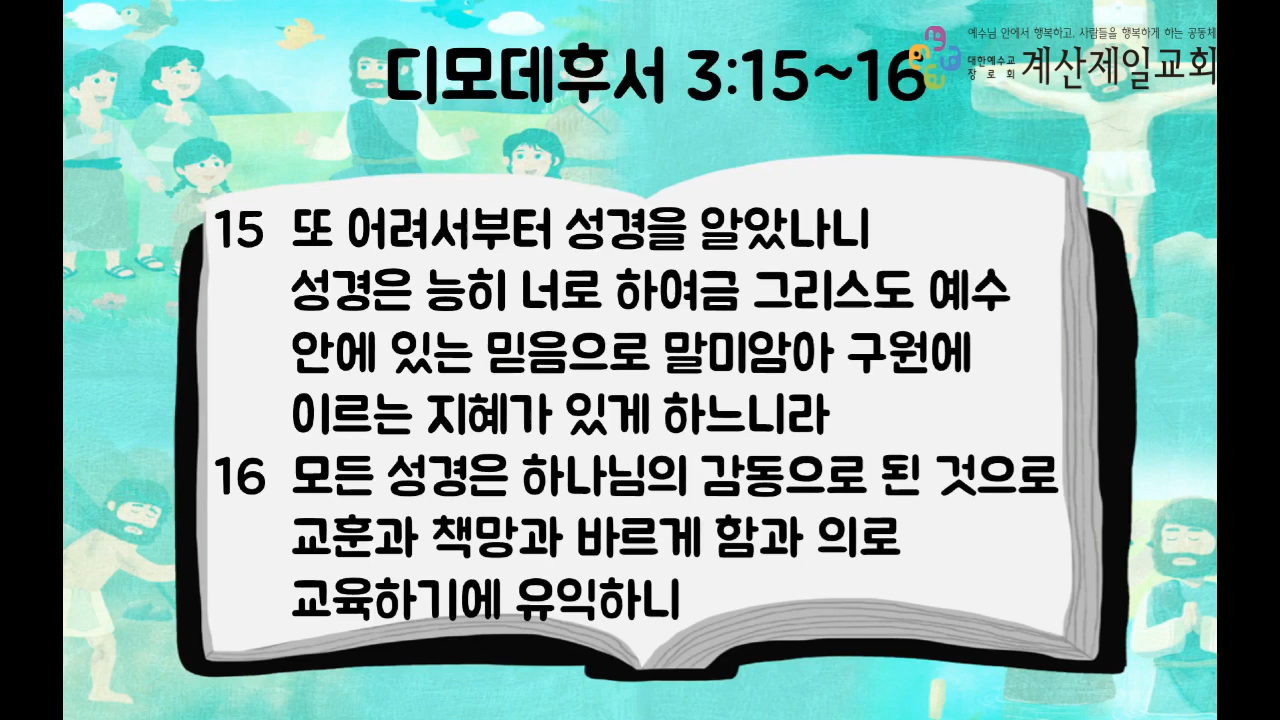 예수님 안에서 행복하고, 사람들을 행복하게 하는 공동체
대한예수교
장로회
계산제일교회
디모데후서 3:15~16
15 또 어려서부터 성경을 알았나니
성경은 능히 너로 하여금 그리스도 예수
안에 있는 믿음으로 말미암아 구원에
이르는 지혜가 있게 하느니라
16 모든 성경은 하나님의 감동으로 된 것으로
교훈과 책망과 바르게 함과 의로
교육하기에 유익하니